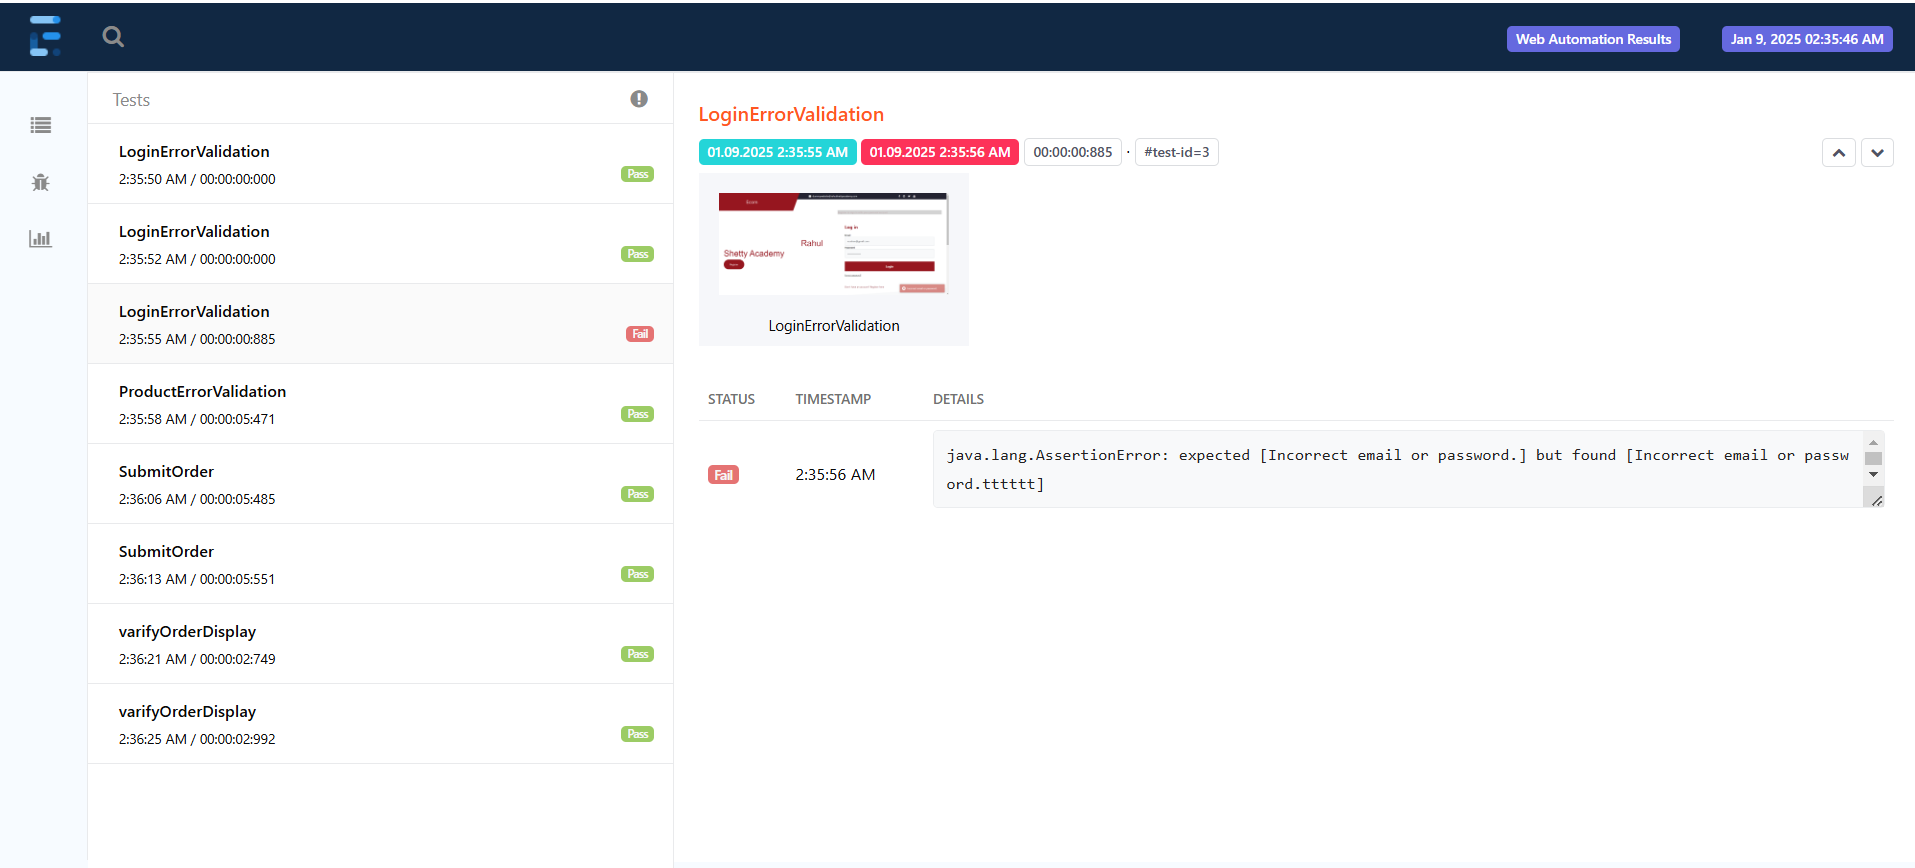 Web Automation Results
Jan 9, 2025 02:35:46 AM
Tests
LoginErrorValidation
2:35:50 AM / 00:00:00:000
Pass
LoginErrorValidation
2:35:52 AM / 00:00:00:000
Pass
LoginErrorValidation
2:35:55 AM / 00:00:00:885
Fail
ProductErrorValidation
2:35:58 AM / 00:00:05:471
Pass
SubmitOrder
2:36:06 AM / 00:00:05:485
Pass
SubmitOrder
2:36:13 AM / 00:00:05:551
Pass
varifyOrderDisplay
2:36:21 AM / 00:00:02:749
Pass
varifyOrderDisplay
2:36:25 AM / 00:00:02:992
Pass
LoginErrorValidation
01.09.2025 2:35:55 AM 01.09.2025 2:35:56 AM 00:00:00:885 · #test-id=3
Log in
Rahul
Shetty Academy
Login
LoginErrorValidation
STATUS TIMESTAMP DETAILS
Fail 2:35:56 AM
java.lang.AssertionError: expected [Incorrect email or password.] but found [Incorrect email or passw
ord.tttttt]